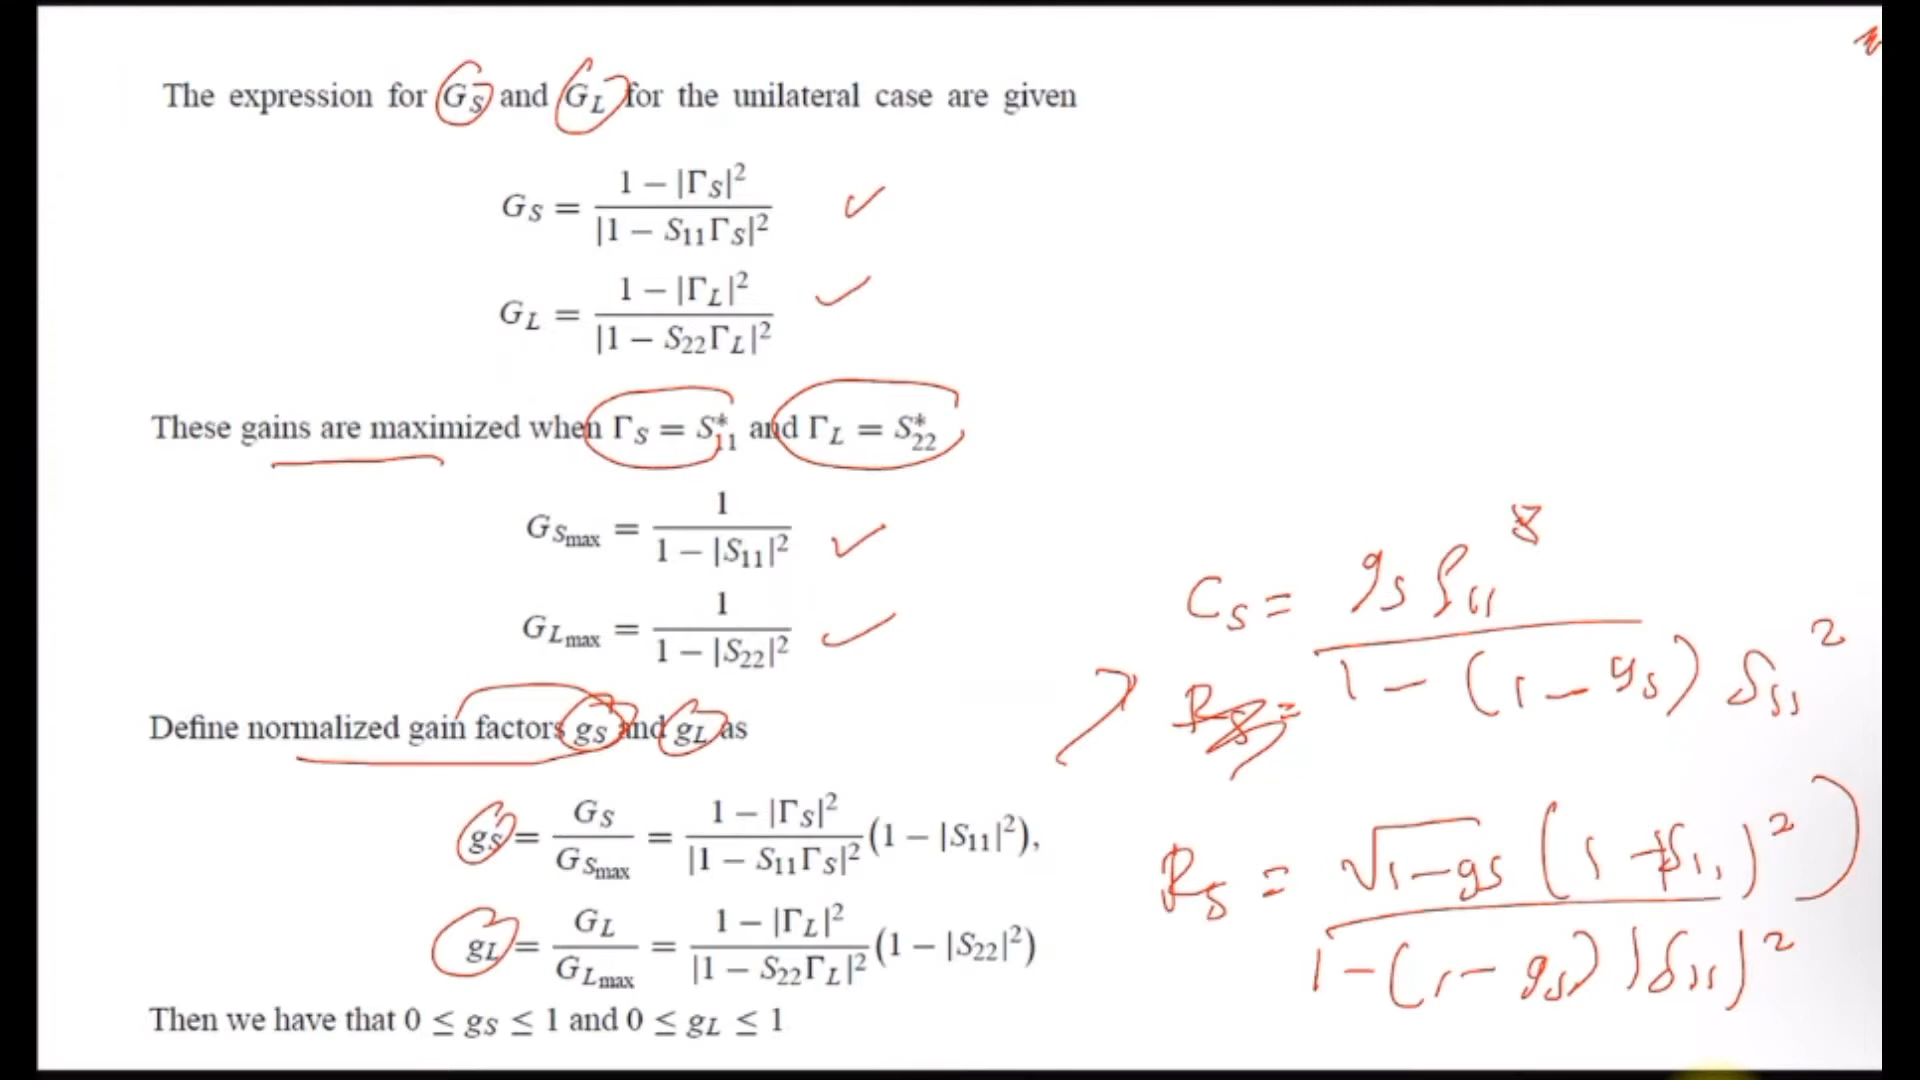 The expression for G_S and G_L for the unilateral case are given
G_S = (1 − |Γ_S|²) / |1 − S_11 Γ_S|²
G_L = (1 − |Γ_L|²) / |1 − S_22 Γ_L|²
These gains are maximized when Γ_S = S*_11 and Γ_L = S*_22
G_Smax = 1 / (1 − |S_11|²)
G_Lmax = 1 / (1 − |S_22|²)
Define normalized gain factors g_S and g_L as
g_S = G_S / G_Smax = (1 − |Γ_S|²) / |1 − S_11 Γ_S|² (1 − |S_11|²),
g_L = G_L / G_Lmax = (1 − |Γ_L|²) / |1 − S_22 Γ_L|² (1 − |S_22|²)
Then we have that 0 ≤ g_S ≤ 1 and 0 ≤ g_L ≤ 1
C_S = g_S S_11* / 1 − (1 − g_S) S_11²
R_S = √1−g_S (1 − |S_11|²) / 1 − (1 − g_S) |S_11|²